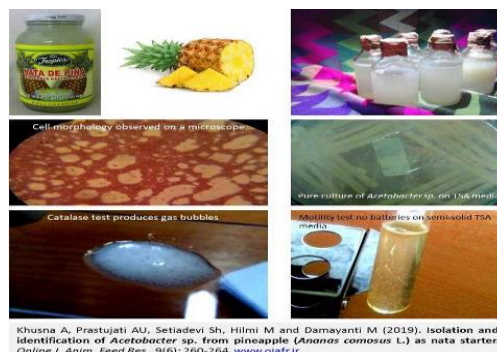 Tropics
NATA DE PIÑA
Cell morphology observed on a microscope
Pure culture of Acetobacter sp. on TSA media
Catalase test produces gas bubbles
Motility test no batteries on semi-solid TSA
media
Khusna A, Prastujati AU, Setiadevi Sh, Hilmi M and Damayanti M (2019). Isolation and
identification of Acetobacter sp. from pineapple (Ananas comosus L.) as nata starter
Online J. Anim. Feed Res., 9(6): 260-264. www.ojafr.ir